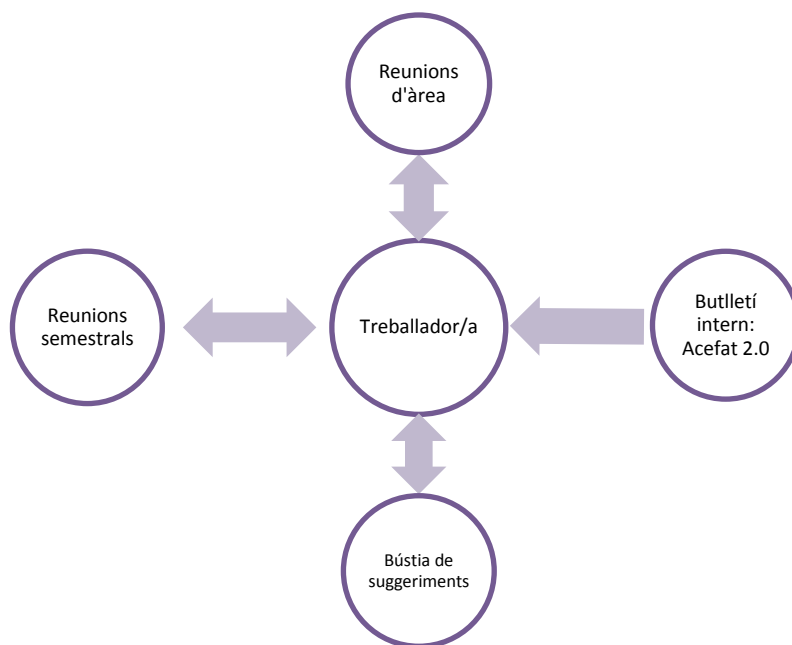 Reunions
d'àrea
Reunions
semestrals
Treballador/a
Butlletí
intern:
Acefat 2.0
Bústia de
suggeriments